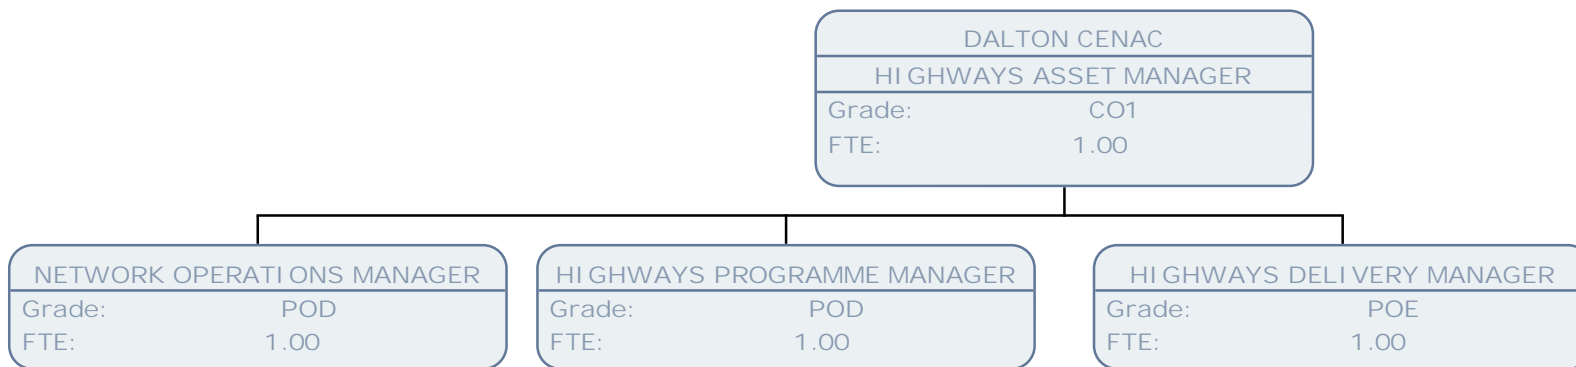 DALTON CENAC
HIGHWAYS ASSET MANAGER
Grade: CO1
FTE: 1.00
NETWORK OPERATIONS MANAGER
Grade: POD
FTE: 1.00
HIGHWAYS PROGRAMME MANAGER
Grade: POD
FTE: 1.00
HIGHWAYS DELIVERY MANAGER
Grade: POE
FTE: 1.00